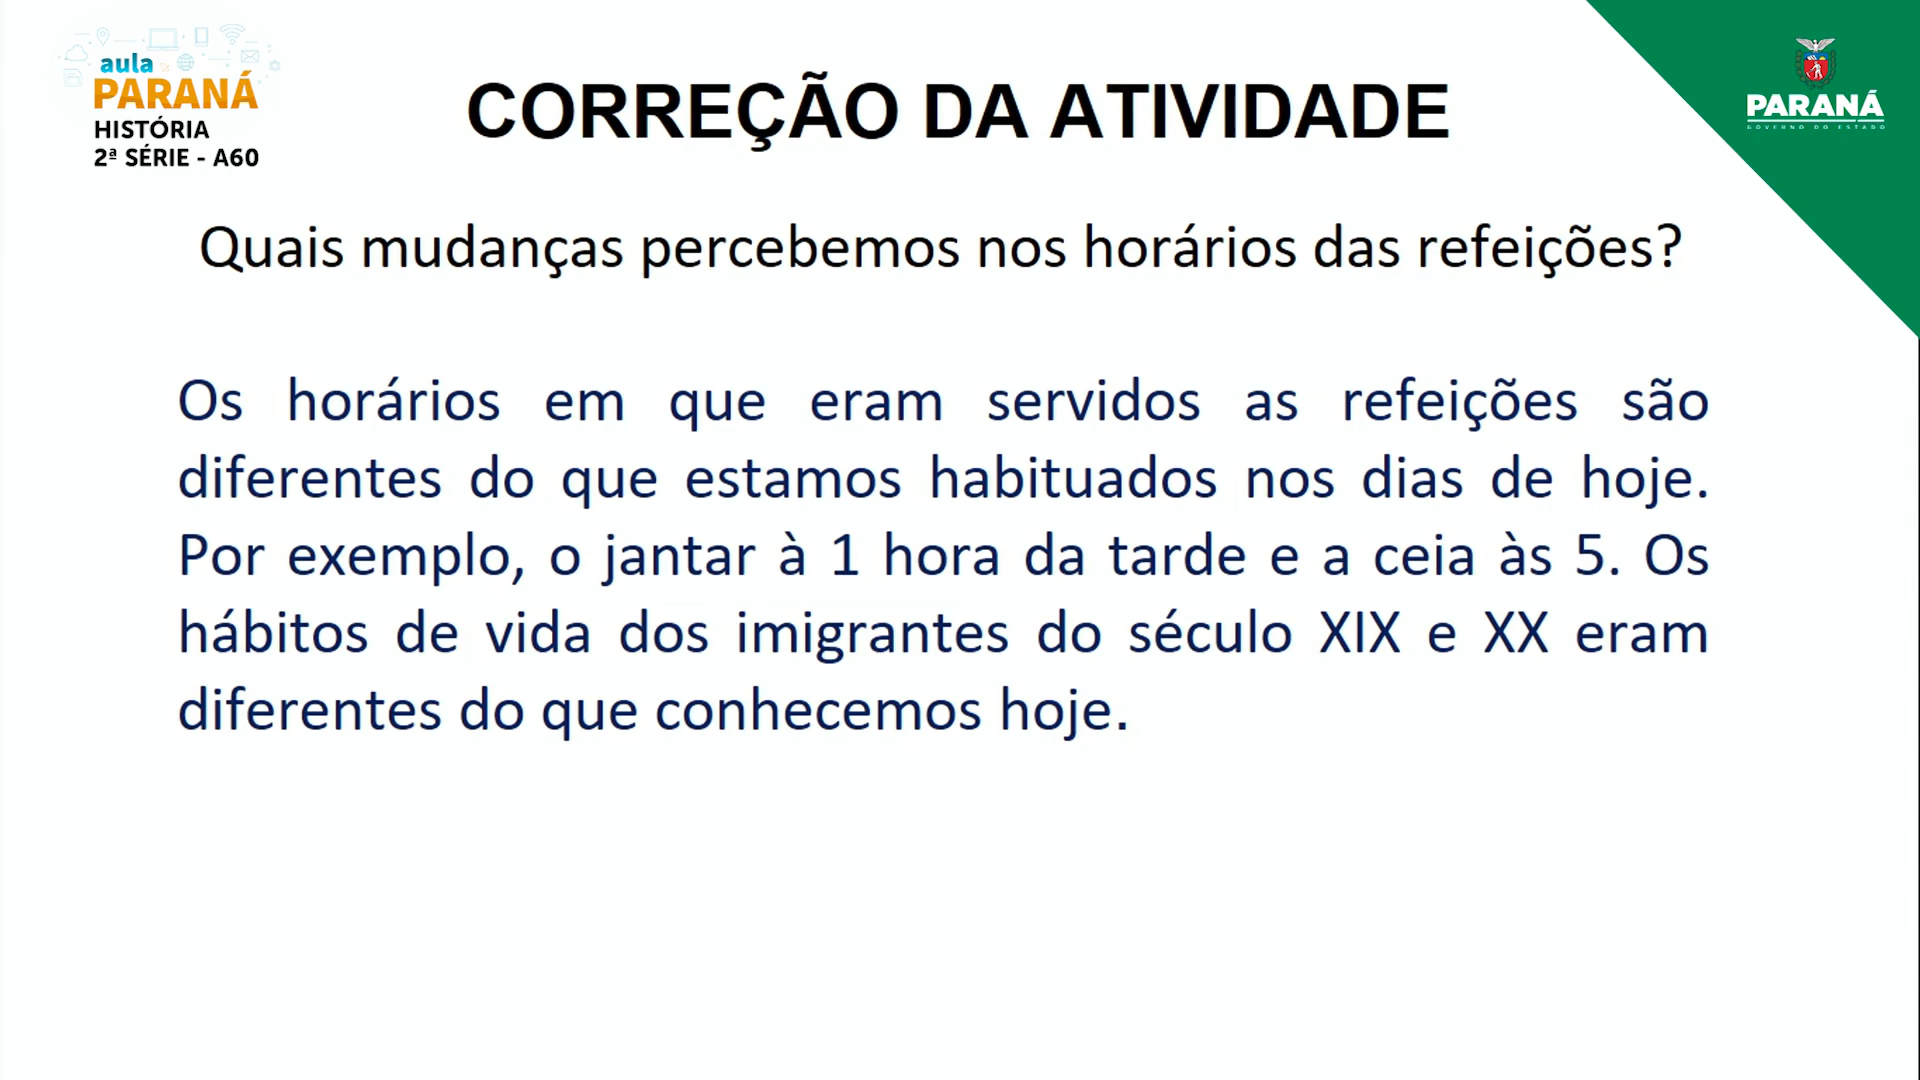 aula
PARANÁ
HISTÓRIA
2ª SÉRIE - A60
CORREÇÃO DA ATIVIDADE
PARANÁ
GOVERNO DO ESTADO
Quais mudanças percebemos nos horários das refeições?
Os horários em que eram servidos as refeições são
diferentes do que estamos habituados nos dias de hoje.
Por exemplo, o jantar à 1 hora da tarde e a ceia às 5. Os
hábitos de vida dos imigrantes do século XIX e XX eram
diferentes do que conhecemos hoje.